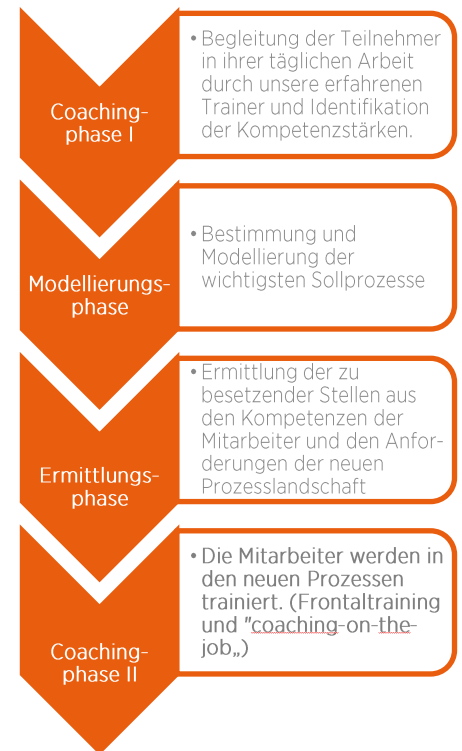 Coaching-
phase I
• Begleitung der Teilnehmer
in ihrer täglichen Arbeit
durch unsere erfahrenen
Trainer und Identifikation
der Kompetenzstärken.
Modellierungs-
phase
• Bestimmung und
Modellierung der
wichtigsten Sollprozesse
Ermittlungs-
phase
• Ermittlung der zu
besetzender Stellen aus
den Kompetenzen der
Mitarbeiter und den Anfor-
derungen der neuen
Prozesslandschaft
Coaching-
phase II
• Die Mitarbeiter werden in
den neuen Prozessen
trainiert. (Frontaltraining
und "coaching-on-the-
job„)